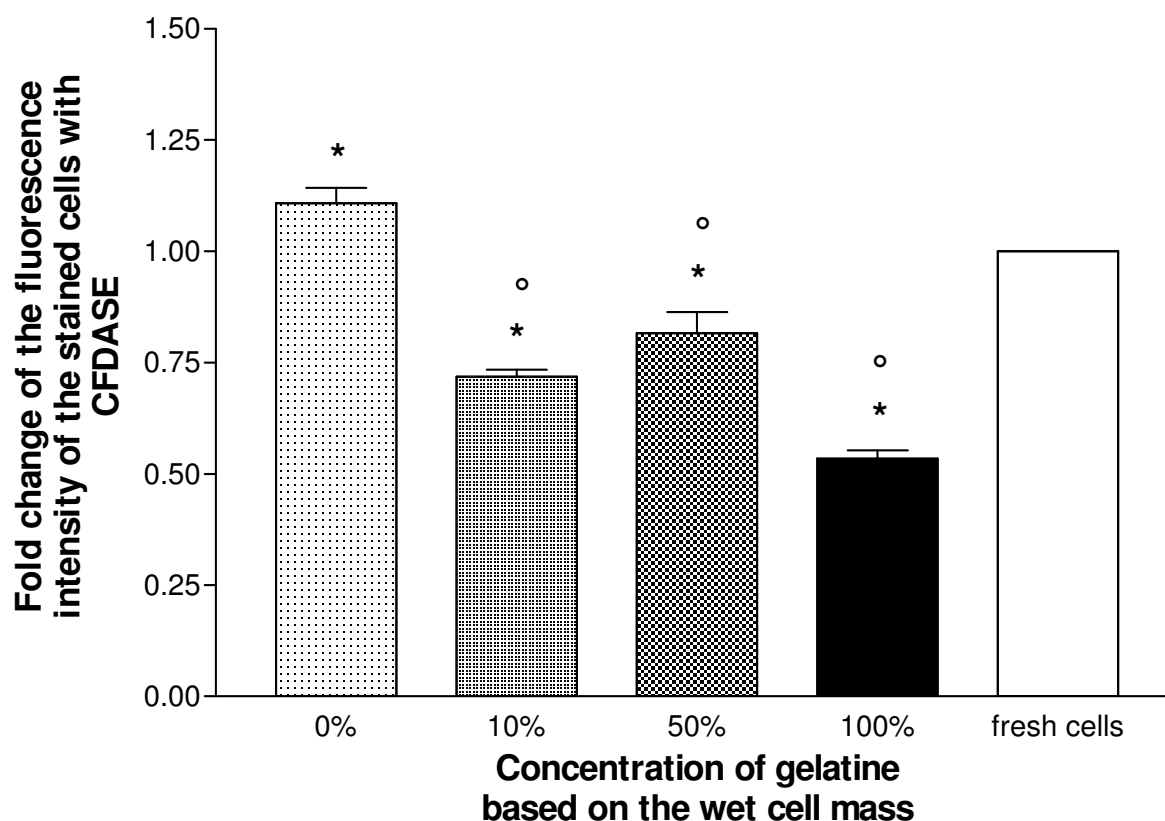 Fold change of the fluorescence
intensity of the stained cells with
CFDASE
1.50
1.25
1.00
0.75
0.50
0.25
0.00
*
*
°
*
°
*
°
0% 10% 50% 100% fresh cells
Concentration of gelatine
based on the wet cell mass